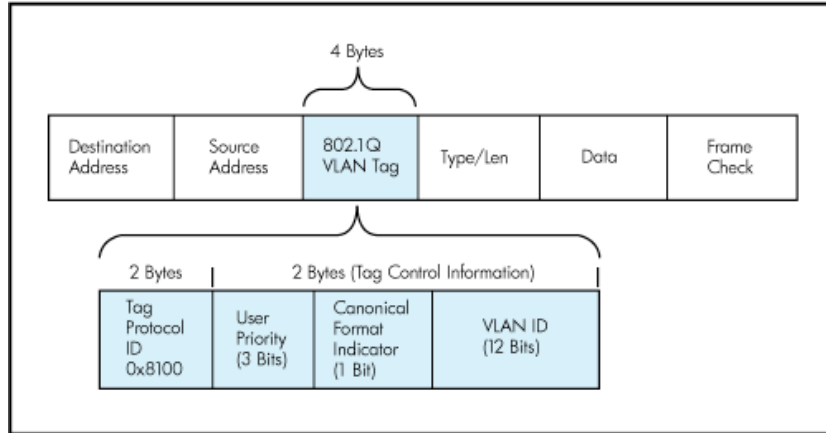 4 Bytes
Destination
Address
Source
Address
802.1Q
VLAN Tag
Type/Len
Data
Frame
Check
2 Bytes
2 Bytes (Tag Control Information)
Tag
Protocol
ID
0x8100
User
Priority
(3 Bits)
Canonical
Format
Indicator
(1 Bit)
VLAN ID
(12 Bits)